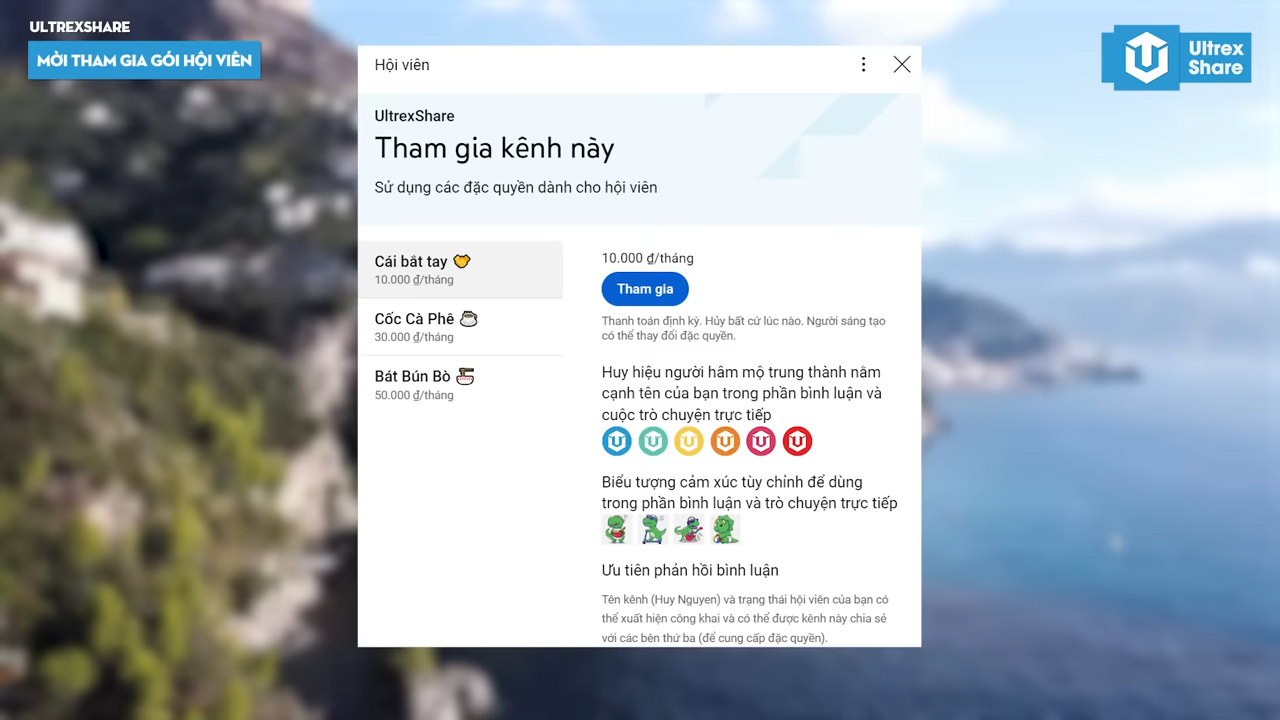 ULTREXSHARE
MỜI THAM GIA GÓI HỘI VIÊN
Ultrex
Share
Hội viên
UltrexShare
Tham gia kênh này
Sử dụng các đặc quyền dành cho hội viên
Cái bắt tay
10.000 ₫/tháng
Cốc Cà Phê
30.000 ₫/tháng
Bát Bún Bò
50.000 ₫/tháng
10.000 ₫/tháng
Tham gia
Thanh toán định kỳ. Hủy bất cứ lúc nào. Người sáng tạo
có thể thay đổi đặc quyền.
Huy hiệu người hâm mộ trung thành nằm
cạnh tên của bạn trong phần bình luận và
cuộc trò chuyện trực tiếp
Biểu tượng cảm xúc tùy chỉnh để dùng
trong phần bình luận và trò chuyện trực tiếp
Ưu tiên phản hồi bình luận
Tên kênh (Huy Nguyen) và trạng thái hội viên của bạn có
thể xuất hiện công khai và có thể được kênh này chia sẻ
với các bên thứ ba (để cung cấp đặc quyền).